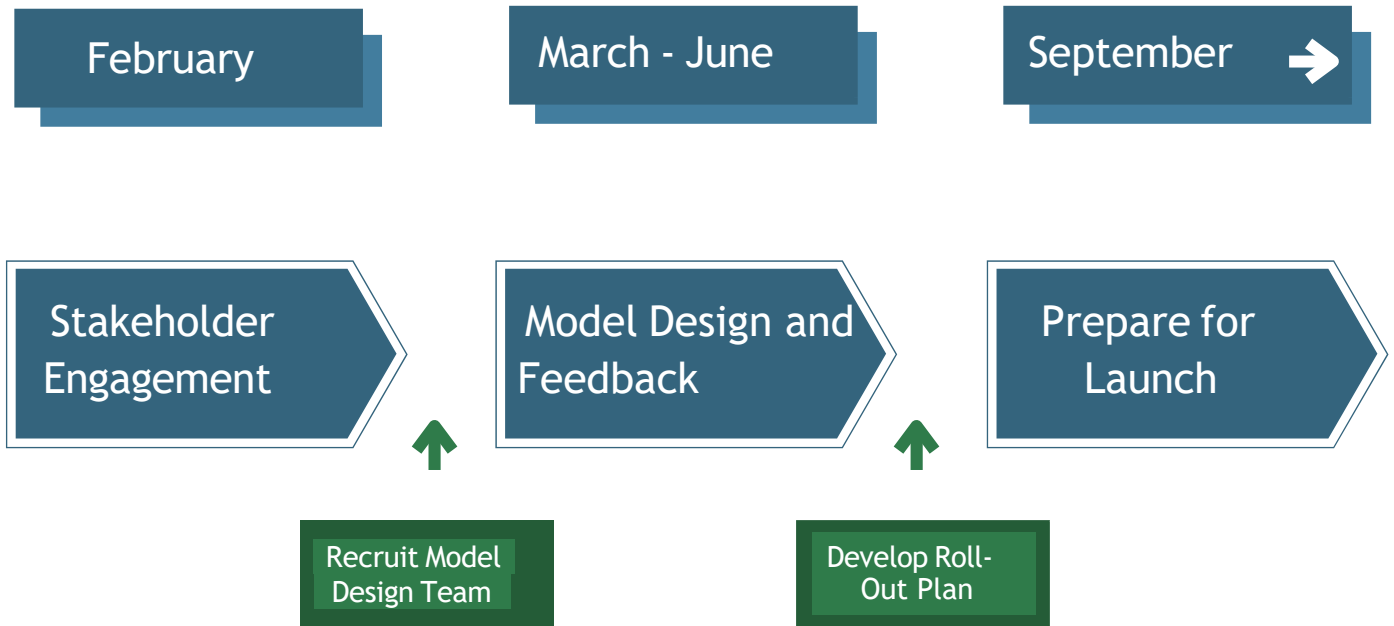 February
March - June
September
Stakeholder
Engagement
Model Design and
Feedback
Prepare for
Launch
Recruit Model
Design Team
Develop Roll-
Out Plan